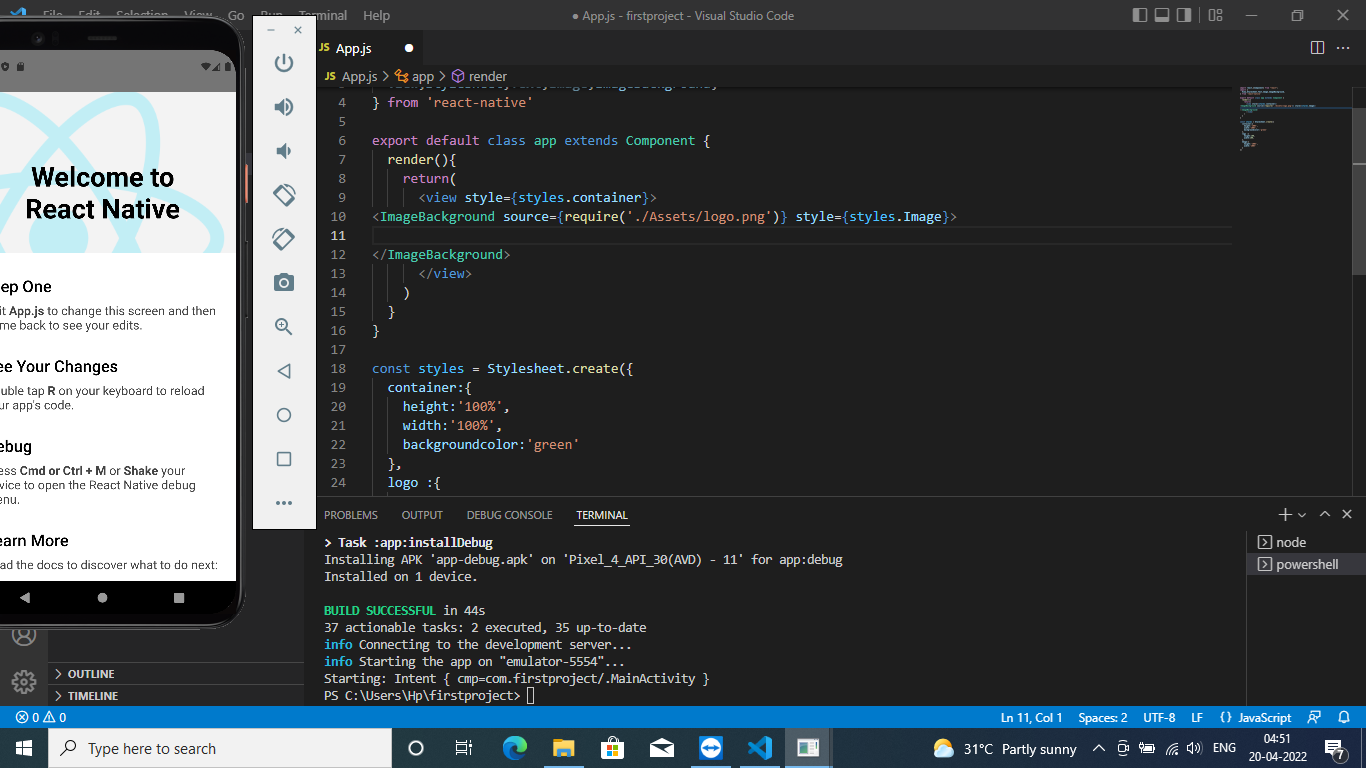 File Edit Selection View Go Run Terminal Help
● App.js - firstproject - Visual Studio Code
JS App.js ●
JS App.js > app > render
4 } from 'react-native'
5
6 export default class app extends Component {
7 render(){
8 return(
9 <view style={styles.container}>
10 <ImageBackground source={require('./Assets/logo.png')} style={styles.Image}>
11
12 </ImageBackground>
13 </view>
14 )
15 }
16 }
17
18 const styles = Stylesheet.create({
19 container:{
20 height:'100%',
21 width:'100%',
22 backgroundcolor:'green'
23 },
24 logo :{
Welcome to
React Native
ep One
it App.js to change this screen and then
me back to see your edits.
ee Your Changes
uble tap R on your keyboard to reload
ur app's code.
ebug
ess Cmd or Ctrl + M or Shake your
vice to open the React Native debug
enu.
earn More
ad the docs to discover what to do next:
PROBLEMS OUTPUT DEBUG CONSOLE TERMINAL
> Task :app:installDebug
Installing APK 'app-debug.apk' on 'Pixel_4_API_30(AVD) - 11' for app:debug
Installed on 1 device.
BUILD SUCCESSFUL in 44s
37 actionable tasks: 2 executed, 35 up-to-date
info Connecting to the development server...
info Starting the app on "emulator-5554"...
Starting: Intent { cmp=com.firstproject/.MainActivity }
PS C:\Users\Hp\firstproject>
node
powershell
OUTLINE
TIMELINE
0 0
Ln 11, Col 1 Spaces: 2 UTF-8 LF {} JavaScript
Type here to search
31°C Partly sunny
ENG
04:51
20-04-2022
7